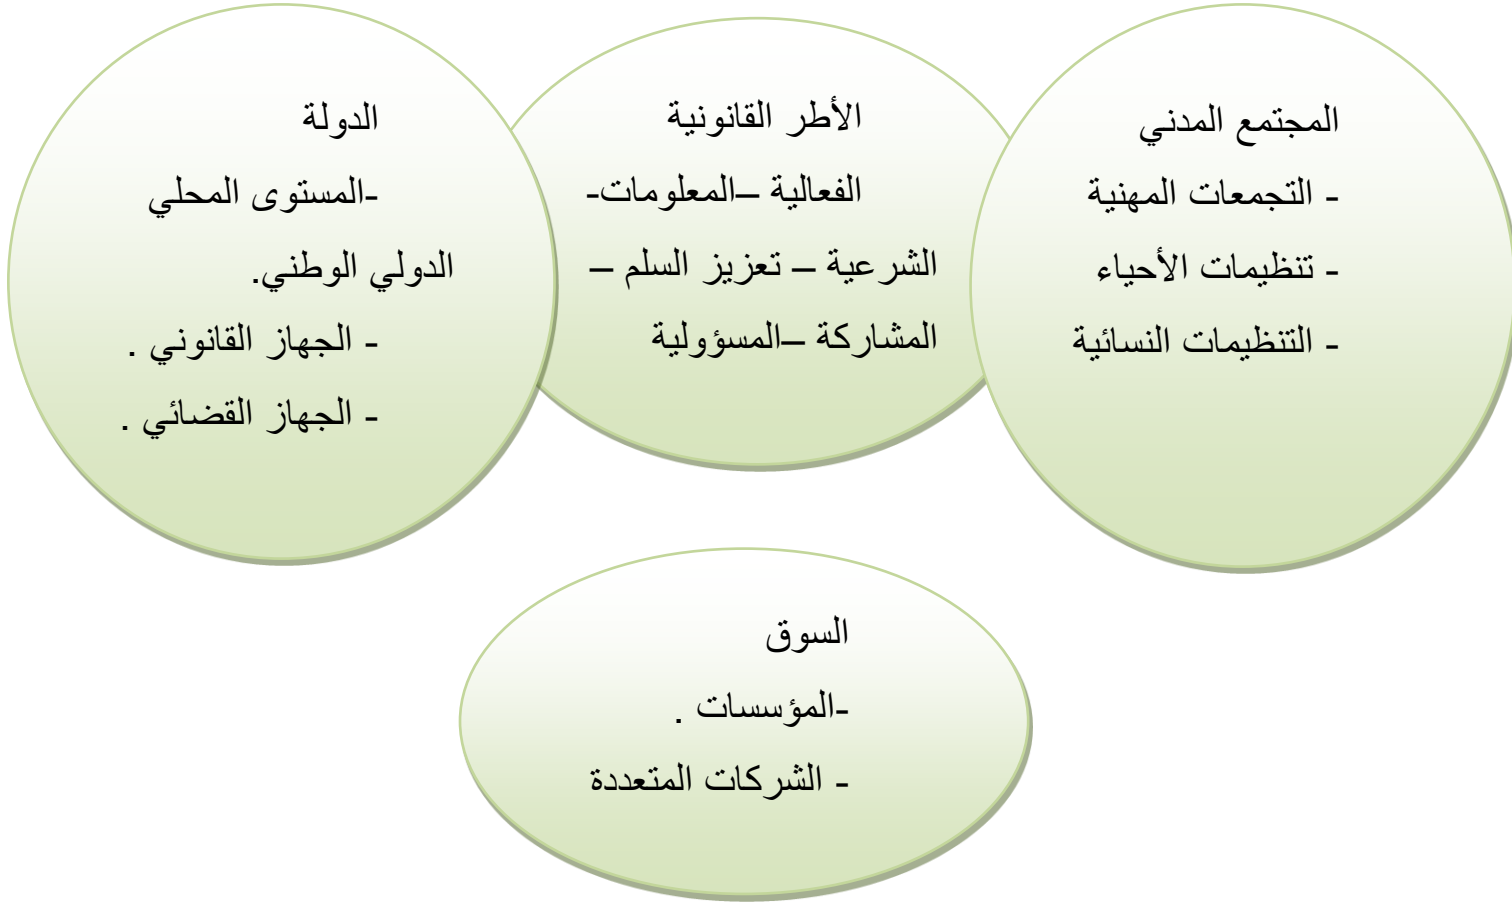 المجتمع المدني
- التجمعات المهنية
- تنظيمات الأحياء
- التنظيمات النسائية
الأطر القانونية
الفعالية –المعلومات-
الشرعية – تعزيز السلم –
المشاركة –المسؤولية
الدولة
-المستوى المحلي
الدولي الوطني.
- الجهاز القانوني .
- الجهاز القضائي .
السوق
-المؤسسات .
- الشركات المتعددة